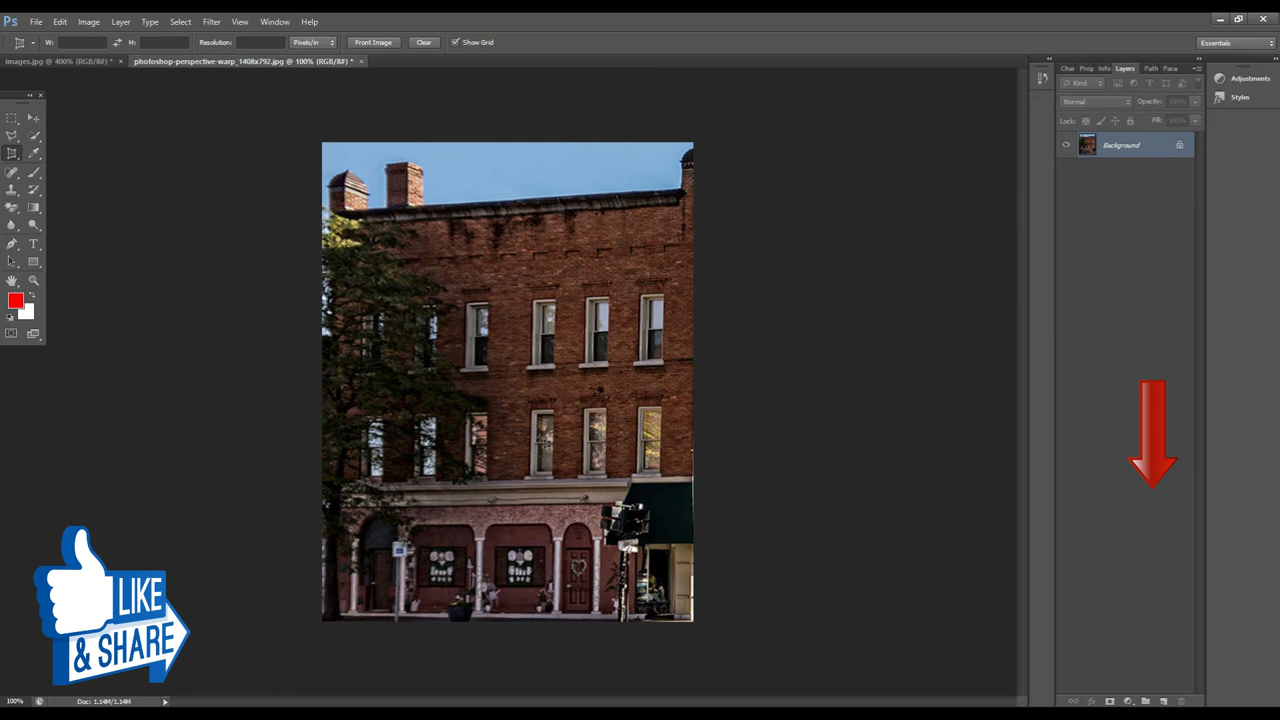 Ps File Edit Image Layer Type Select Filter View Window Help
W: H: Resolution: Pixels/in Front Image Clear Show Grid Essentials
images.jpg @ 400% (RGB/8#) * × photoshop-perspective-warp_1408x792.jpg @ 100% (RGB/8#) * ×
Char Prop Info Layers Path Para
Kind
Normal Opacity: 100%
Lock: Fill: 100%
Background
Adjustments
Styles
LIKE
& SHARE
100% Doc: 1.14M/1.14M